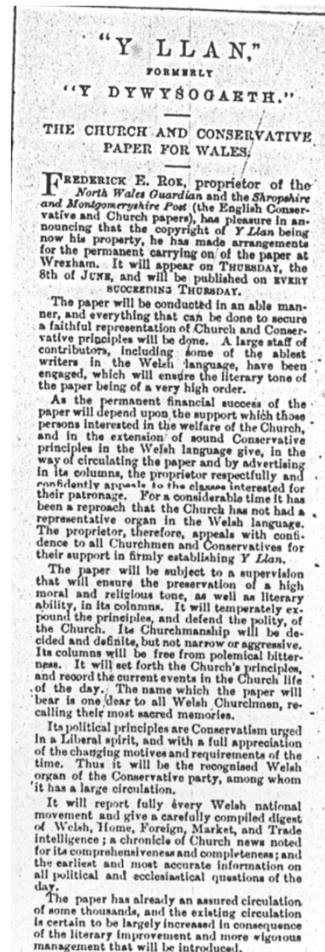 "Y LLAN,"
FORMERLY
"Y DYWYSOGAETH."
THE CHURCH AND CONSERVATIVE
PAPER FOR WALES.
FREDERICK E. ROE, proprietor of the
North Wales Guardian and the Shropshire
and Montgomeryshire Post (the English Conser-
vative and Church papers), has pleasure in an-
nouncing that the copyright of Y Llan being
now his property, he has made arrangements
for the permanent carrying on of the paper at
Wrexham. It will appear on THURSDAY, the
8th of JUNE, and will be published on EVERY
SUCCEEDING THURSDAY.
The paper will be conducted in an able man-
ner, and everything that can be done to secure
a faithful representation of Church and Conser-
vative principles will be done. A large staff of
contributors, including some of the ablest
writers in the Welsh language, have been
engaged, which will ensure the literary tone of
the paper being of a very high order.
As the permanent financial success of the
paper will depend upon the support which those
persons interested in the welfare of the Church,
and in the extension of sound Conservative
principles in the Welsh language give, in the
way of circulating the paper and by advertising
in its columns, the proprietor respectfully and
confidently appeals to the classes interested for
their patronage. For a considerable time it has
been a reproach that the Church has not had a
representative organ in the Welsh language.
The proprietor, therefore, appeals with confi-
dence to all Churchmen and Conservatives for
their support in firmly establishing Y Llan.
The paper will be subject to a supervision
that will ensure the preservation of a high
moral and religious tone, as well as literary
ability, in its columns. It will temperately ex-
pound the principles, and defend the polity, of
the Church. Its Churchmanship will be de-
cided and definite, but not narrow or aggressive.
Its columns will be free from polemical bitter-
ness. It will set forth the Church's principles,
and record the current events in the Church life
of the day. The name which the paper will
bear is one dear to all Welsh Churchmen, re-
calling their most sacred memories.
Its political principles are Conservatism urged
in a Liberal spirit, and with a full appreciation
of the changing motives and requirements of the
time. Thus it will be the recognised Welsh
organ of the Conservative party, among whom
it has a large circulation.
It will report fully every Welsh national
movement and give a carefully compiled digest
of Welsh, Home, Foreign, Market, and Trade
intelligence; a chronicle of Church news noted
for its comprehensiveness and completeness; and
the earliest and most accurate information on
all political and ecclesiastical questions of the
day.
The paper has already an assured circulation
of some thousands, and the existing circulation
is certain to be largely increased in consequence
of the literary improvement and more vigorous
management that will be introduced.